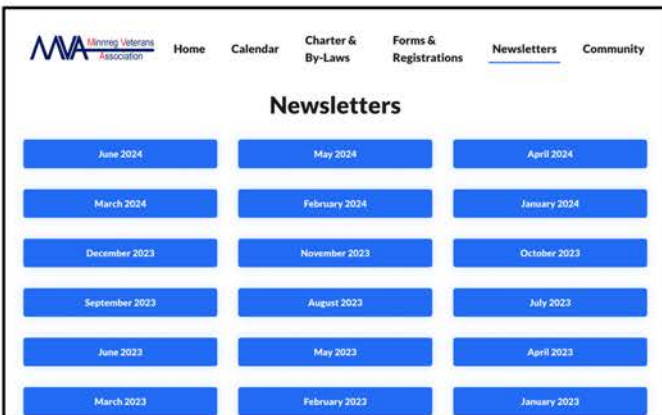 MVA Minnreg Veterans
Association
Home
Calendar
Charter &
By-Laws
Forms &
Registrations
Newsletters
Community
Newsletters
June 2024
May 2024
April 2024
March 2024
February 2024
January 2024
December 2023
November 2023
October 2023
September 2023
August 2023
July 2023
June 2023
May 2023
April 2023
March 2023
February 2023
January 2023